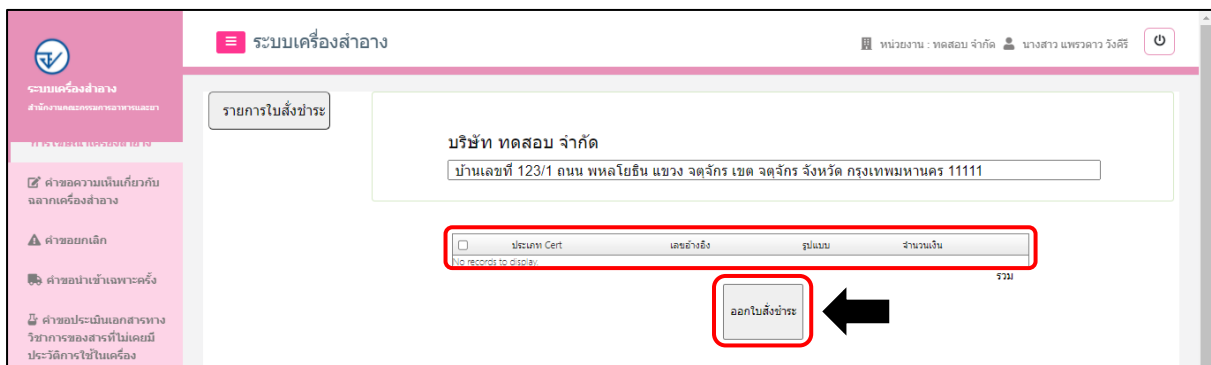 ระบบเครื่องสำอาง
หน่วยงาน : ทดสอบ จำกัด นางสาว แพรวดาว วังคีรี
ระบบเครื่องสำอาง
สำนักงานคณะกรรมการอาหารและยา
รายการใบสั่งชำระ
บริษัท ทดสอบ จำกัด
บ้านเลขที่ 123/1 ถนน พหลโยธิน แขวง จตุจักร เขต จตุจักร จังหวัด กรุงเทพมหานคร 11111
คำขอความเห็นเกี่ยวกับ
ฉลากเครื่องสำอาง
คำขอยกเลิก
คำขอนำเข้าเฉพาะครั้ง
คำขอประเมินเอกสารทาง
วิชาการของสารที่ไม่เคยมี
ประวัติการใช้ในเครื่อง
ประเภท Cert เลขอ้างอิง รูปแบบ จำนวนเงิน
No records to display.
รวม
ออกใบสั่งชำระ